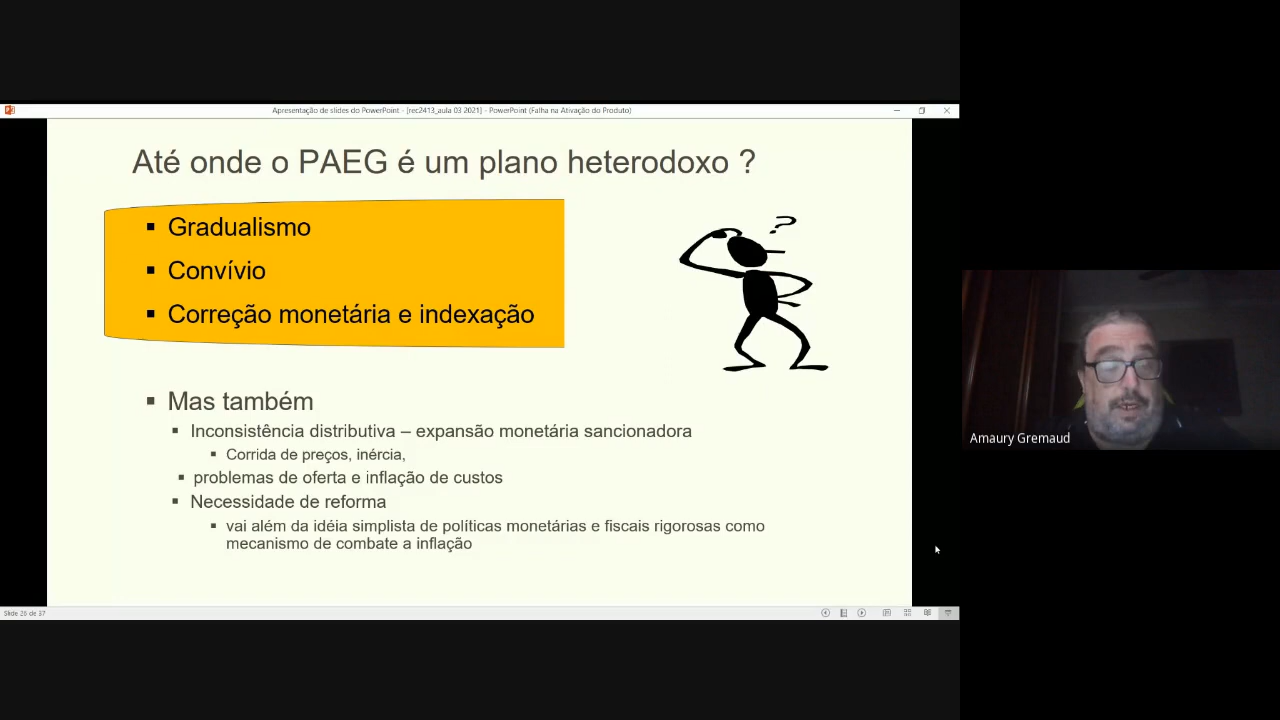 Apresentação de slides do PowerPoint - [rec2413_aula 03 2021] - PowerPoint (Falha na Ativação do Produto)
Até onde o PAEG é um plano heterodoxo ?
▪ Gradualismo
▪ Convívio
▪ Correção monetária e indexação
?
▪ Mas também
▪ Inconsistência distributiva – expansão monetária sancionadora
▪ Corrida de preços, inércia,
▪ problemas de oferta e inflação de custos
▪ Necessidade de reforma
▪ vai além da idéia simplista de políticas monetárias e fiscais rigorosas como
mecanismo de combate a inflação
Slide 26 de 37
Amaury Gremaud